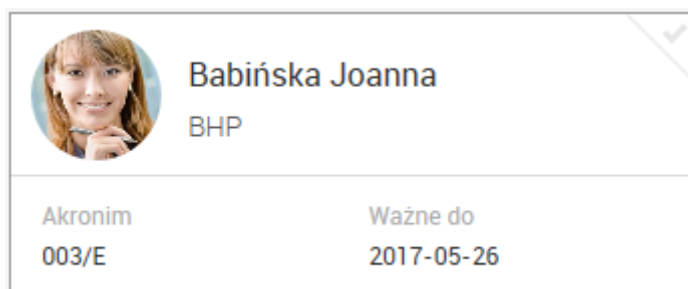 Babińska Joanna
BHP
Akronim
Ważne do
003/E
2017-05-26